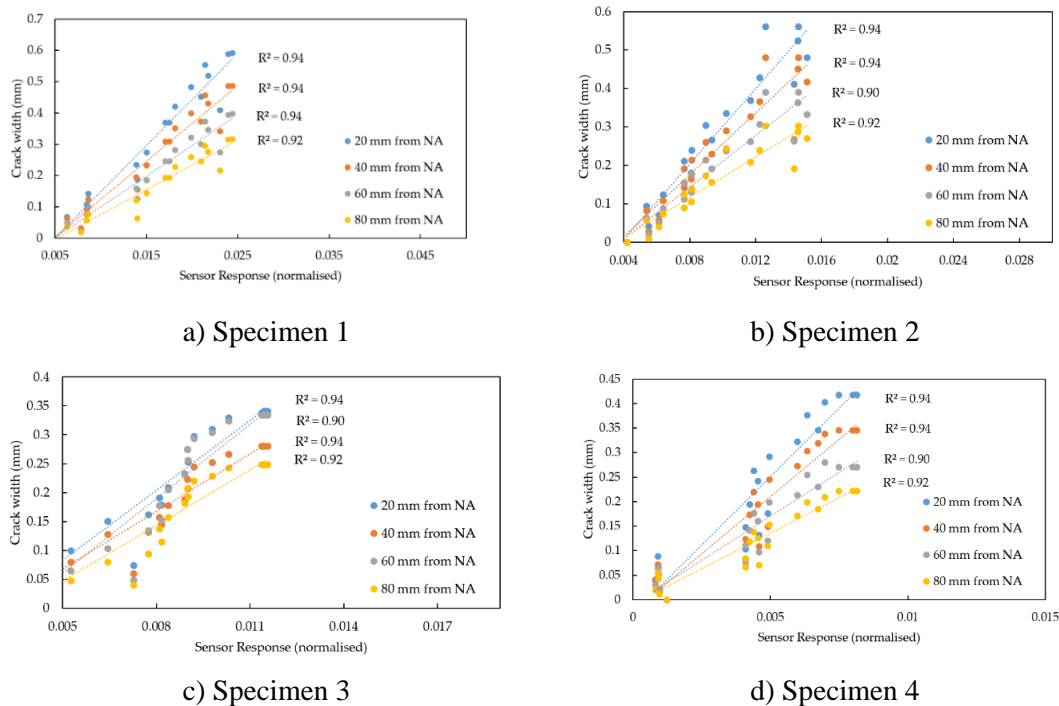 0.7
0.6
0.5
0.4
0.3
0.2
0.1
0
Crack width (mm)
R² = 0.94
R² = 0.94
R² = 0.94
R² = 0.92
20 mm from NA
40 mm from NA
60 mm from NA
80 mm from NA
0.005 0.015 0.025 0.035 0.045
Sensor Response (normalised)
a) Specimen 1
0.6
0.5
0.4
0.3
0.2
0.1
0
Crack width (mm)
R² = 0.94
R² = 0.94
R² = 0.90
R² = 0.92
20 mm from NA
40 mm from NA
60 mm from NA
80 mm from NA
0.004 0.008 0.012 0.016 0.02 0.024 0.028
Sensor Response (normalised)
b) Specimen 2
0.4
0.35
0.3
0.25
0.2
0.15
0.1
0.05
0
Crack width (mm)
R² = 0.94
R² = 0.90
R² = 0.94
R² = 0.92
20 mm from NA
40 mm from NA
60 mm from NA
80 mm from NA
0.005 0.008 0.011 0.014 0.017
Sensor Response (normalised)
c) Specimen 3
0.45
0.4
0.35
0.3
0.25
0.2
0.15
0.1
0.05
0
Crack width (mm)
R² = 0.94
R² = 0.94
R² = 0.90
R² = 0.92
20 mm from NA
40 mm from NA
60 mm from NA
80 mm from NA
0 0.005 0.01 0.015
Sensor Response (normalised)
d) Specimen 4